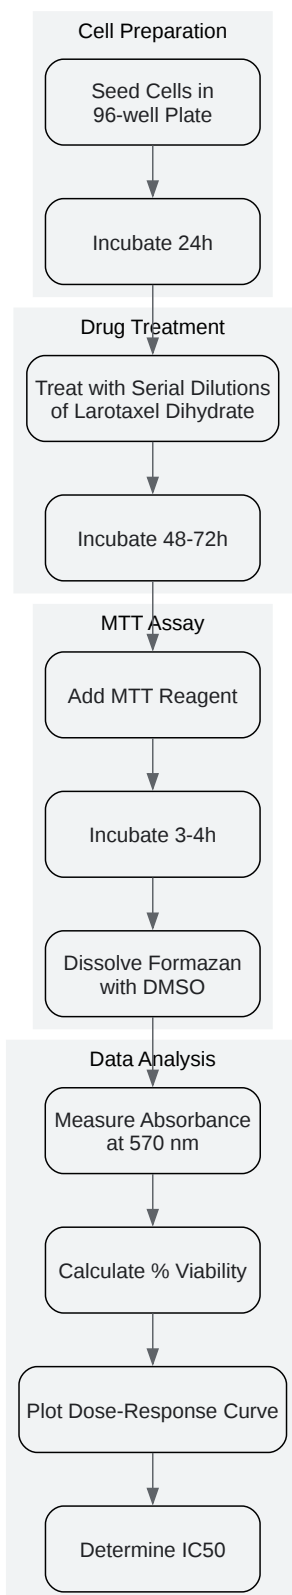 Cell Preparation
Seed Cells in
96-well Plate
Incubate 24h
Drug Treatment
Treat with Serial Dilutions
of Larotaxel Dihydrate
Incubate 48-72h
MTT Assay
Add MTT Reagent
Incubate 3-4h
Dissolve Formazan
with DMSO
Data Analysis
Measure Absorbance
at 570 nm
Calculate % Viability
Plot Dose-Response Curve
Determine IC50